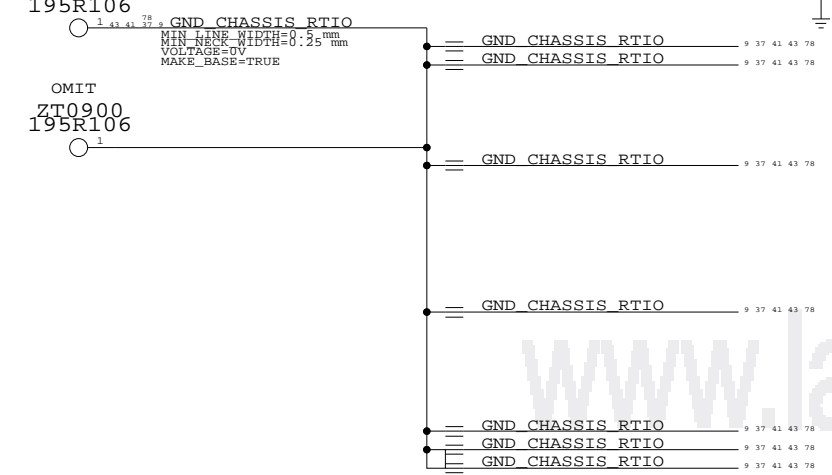 195R106
1 43 41 37 9 78 GND_CHASSIS_RTIO
MIN_LINE_WIDTH=0.5 mm
MIN_NECK_WIDTH=0.25 mm
VOLTAGE=0V
MAKE_BASE=TRUE
GND_CHASSIS_RTIO 9 37 41 43 78
GND_CHASSIS_RTIO 9 37 41 43 78
OMIT
ZT0900
195R106
1
GND_CHASSIS_RTIO 9 37 41 43 78
GND_CHASSIS_RTIO 9 37 41 43 78
www.la
GND_CHASSIS_RTIO 9 37 41 43 78
GND_CHASSIS_RTIO 9 37 41 43 78
GND_CHASSIS_RTIO 9 37 41 43 78